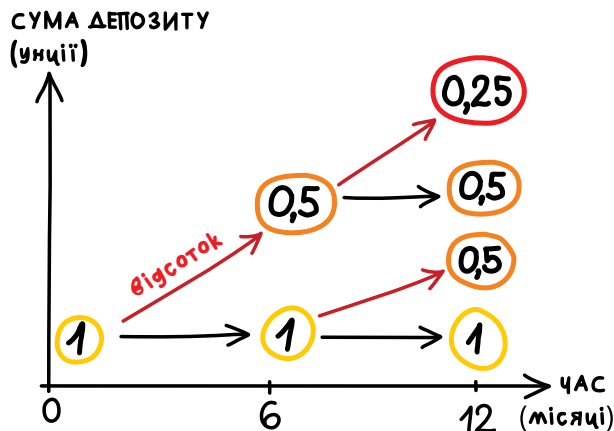 СУМА ДЕПОЗИТУ
(унції)
0,25
0,5
0,5
відсоток
0,5
1
1
1
ЧАС
0
6
12
(місяці)